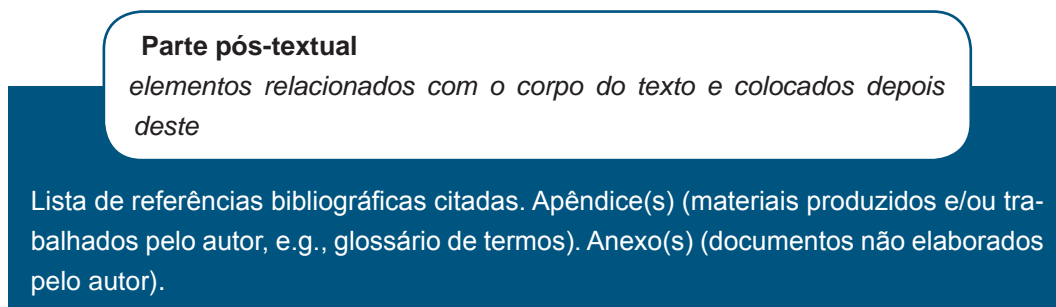 Parte pós-textual
elementos relacionados com o corpo do texto e colocados depois
deste
Lista de referências bibliográficas citadas. Apêndice(s) (materiais produzidos e/ou tra-
balhados pelo autor, e.g., glossário de termos). Anexo(s) (documentos não elaborados
pelo autor).